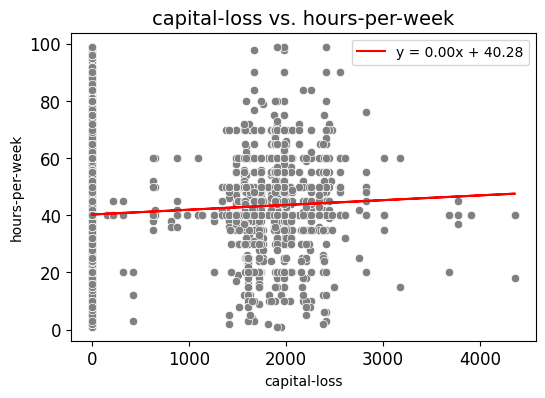 capital-loss vs. hours-per-week
y = 0.00x + 40.28
100
80
60
40
20
0
hours-per-week
0 1000 2000 3000 4000
capital-loss